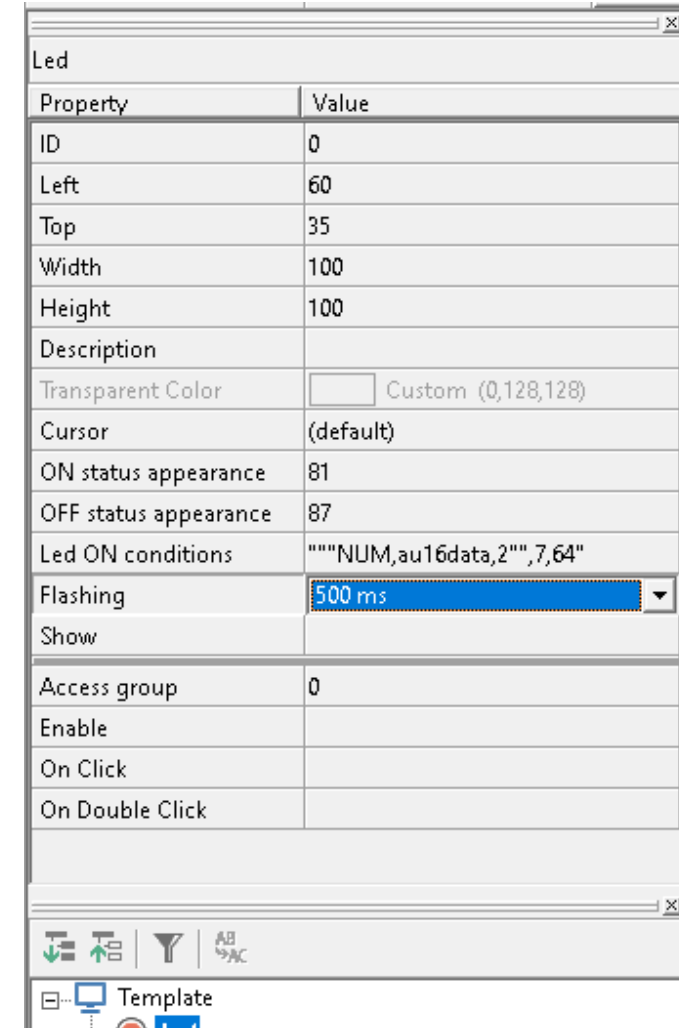 Led
Property Value
ID 0
Left 60
Top 35
Width 100
Height 100
Description
Transparent Color Custom (0,128,128)
Cursor (default)
ON status appearance 81
OFF status appearance 87
Led ON conditions """NUM,au16data,2"",7,64"
Flashing 500 ms
Show
Access group 0
Enable
On Click
On Double Click
AB
AC
Template